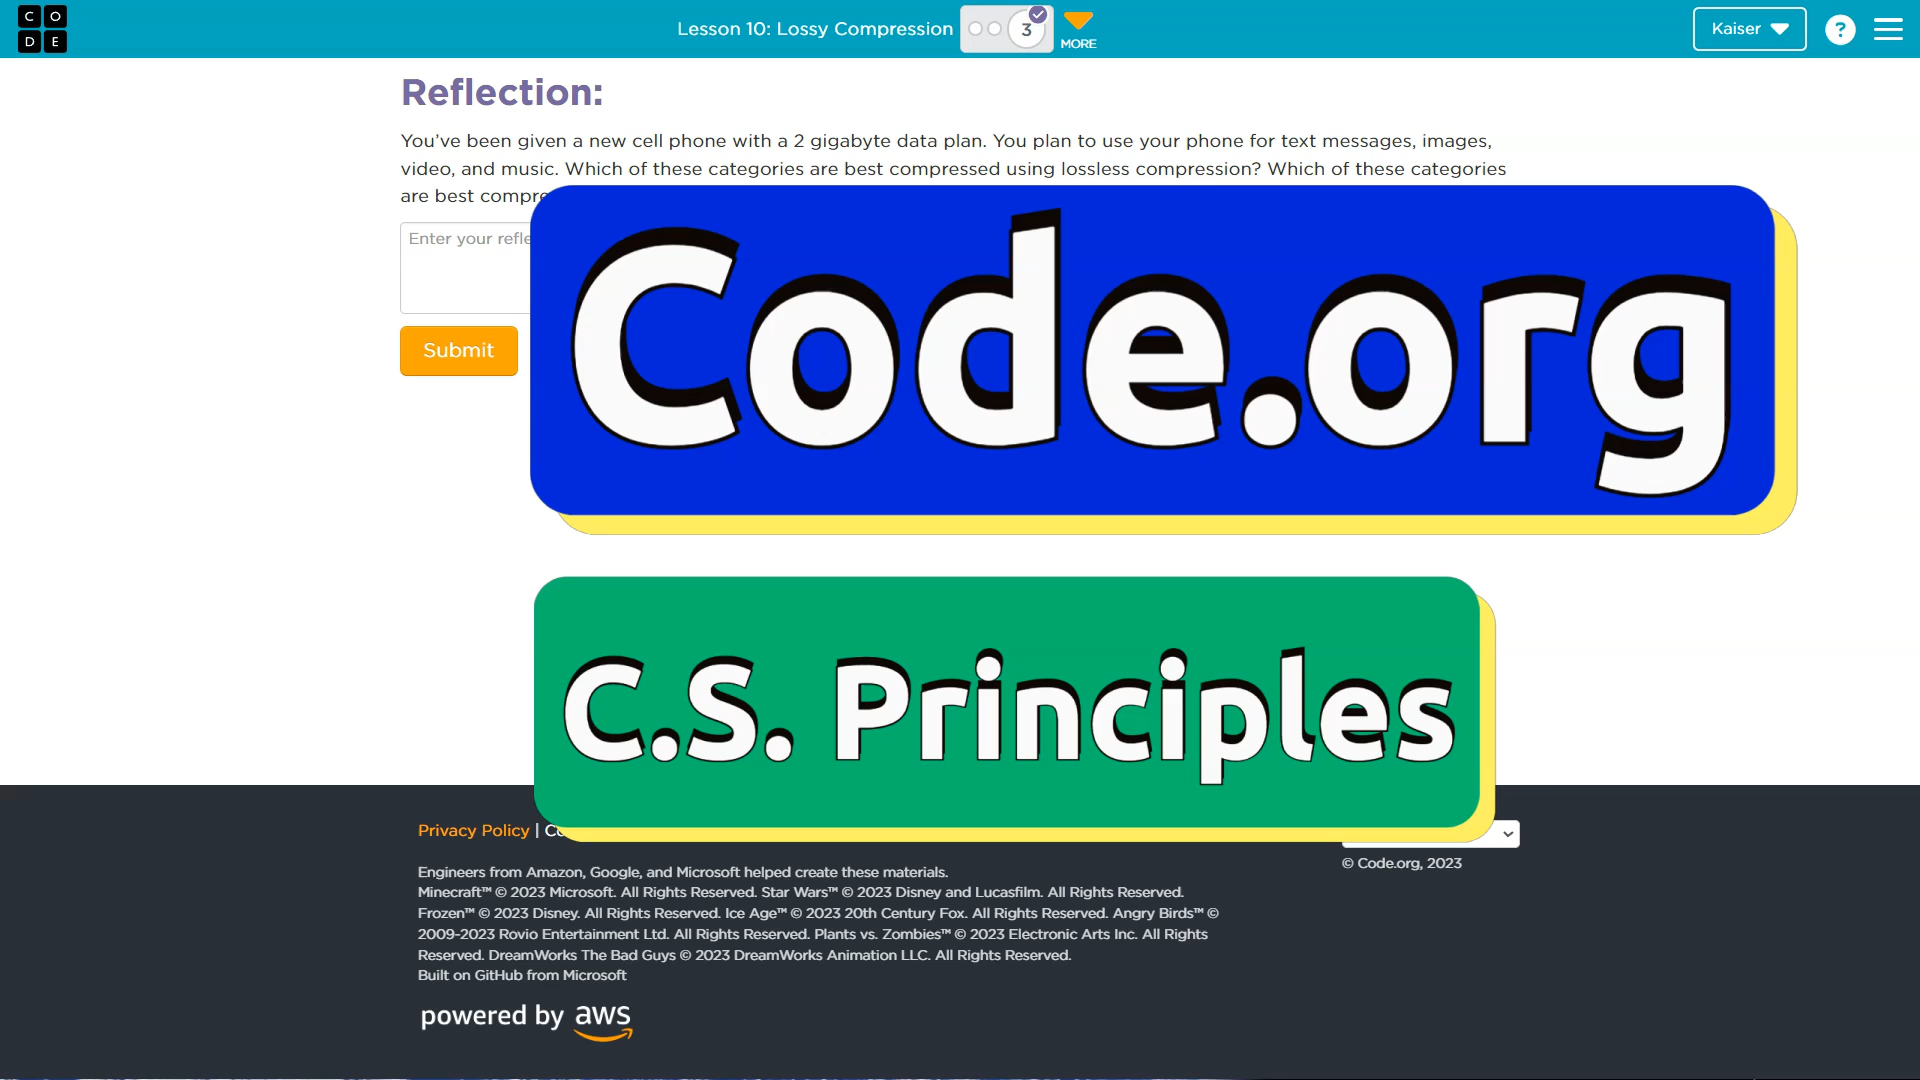 C O
D E
Lesson 10: Lossy Compression
3
MORE
Kaiser
?
Reflection:
You’ve been given a new cell phone with a 2 gigabyte data plan. You plan to use your phone for text messages, images,
video, and music. Which of these categories are best compressed using lossless compression? Which of these categories
are best compre
Enter your refle
Submit
Code.org
C.S. Principles
Privacy Policy |
Engineers from Amazon, Google, and Microsoft helped create these materials.
Minecraft™ © 2023 Microsoft. All Rights Reserved. Star Wars™ © 2023 Disney and Lucasfilm. All Rights Reserved.
Frozen™ © 2023 Disney. All Rights Reserved. Ice Age™ © 2023 20th Century Fox. All Rights Reserved. Angry Birds™ ©
2009-2023 Rovio Entertainment Ltd. All Rights Reserved. Plants vs. Zombies™ © 2023 Electronic Arts Inc. All Rights
Reserved. DreamWorks The Bad Guys © 2023 DreamWorks Animation LLC. All Rights Reserved.
Built on GitHub from Microsoft
© Code.org, 2023
powered by aws